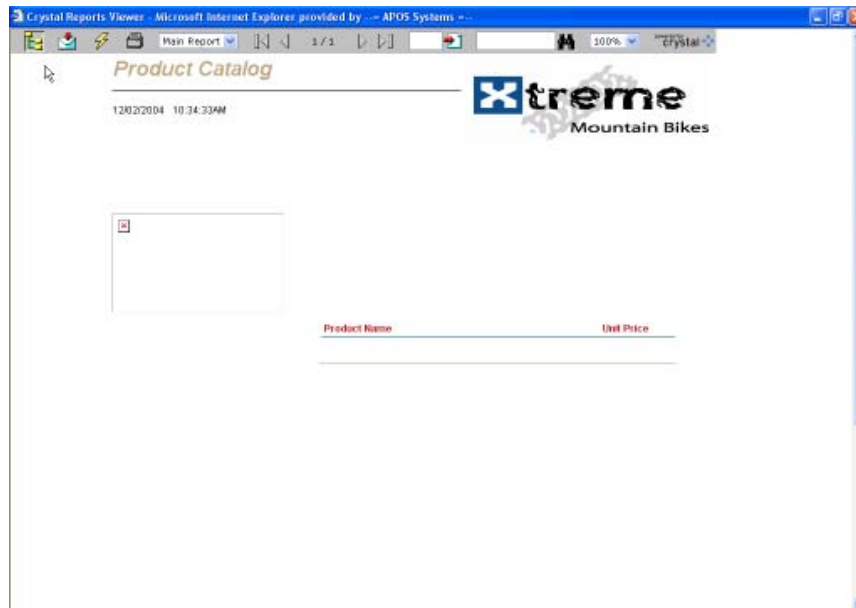 Crystal Reports Viewer - Microsoft Internet Explorer provided by --= APOS Systems =--
Main Report 1/1 100% crystal
Product Catalog
12/02/2004 10:34:33AM
Xtreme
Mountain Bikes
Product Name Unit Price